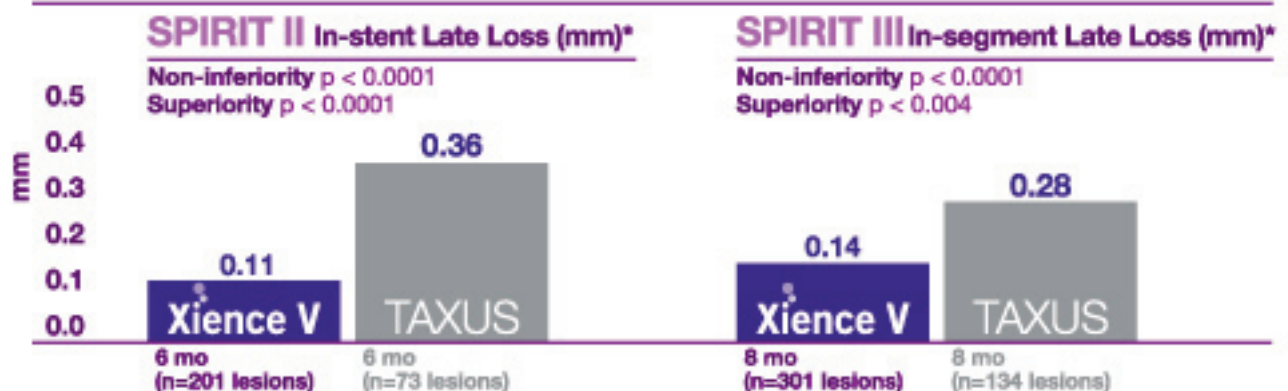 SPIRIT II In-stent Late Loss (mm)*
Non-inferiority p < 0.0001
Superiority p < 0.0001
SPIRIT III In-segment Late Loss (mm)*
Non-inferiority p < 0.0001
Superiority p < 0.004
mm
0.5
0.4
0.3
0.2
0.1
0.0
0.11
Xience V
0.36
TAXUS
0.14
Xience V
0.28
TAXUS
6 mo
(n=201 lesions)
6 mo
(n=73 lesions)
8 mo
(n=301 lesions)
8 mo
(n=134 lesions)